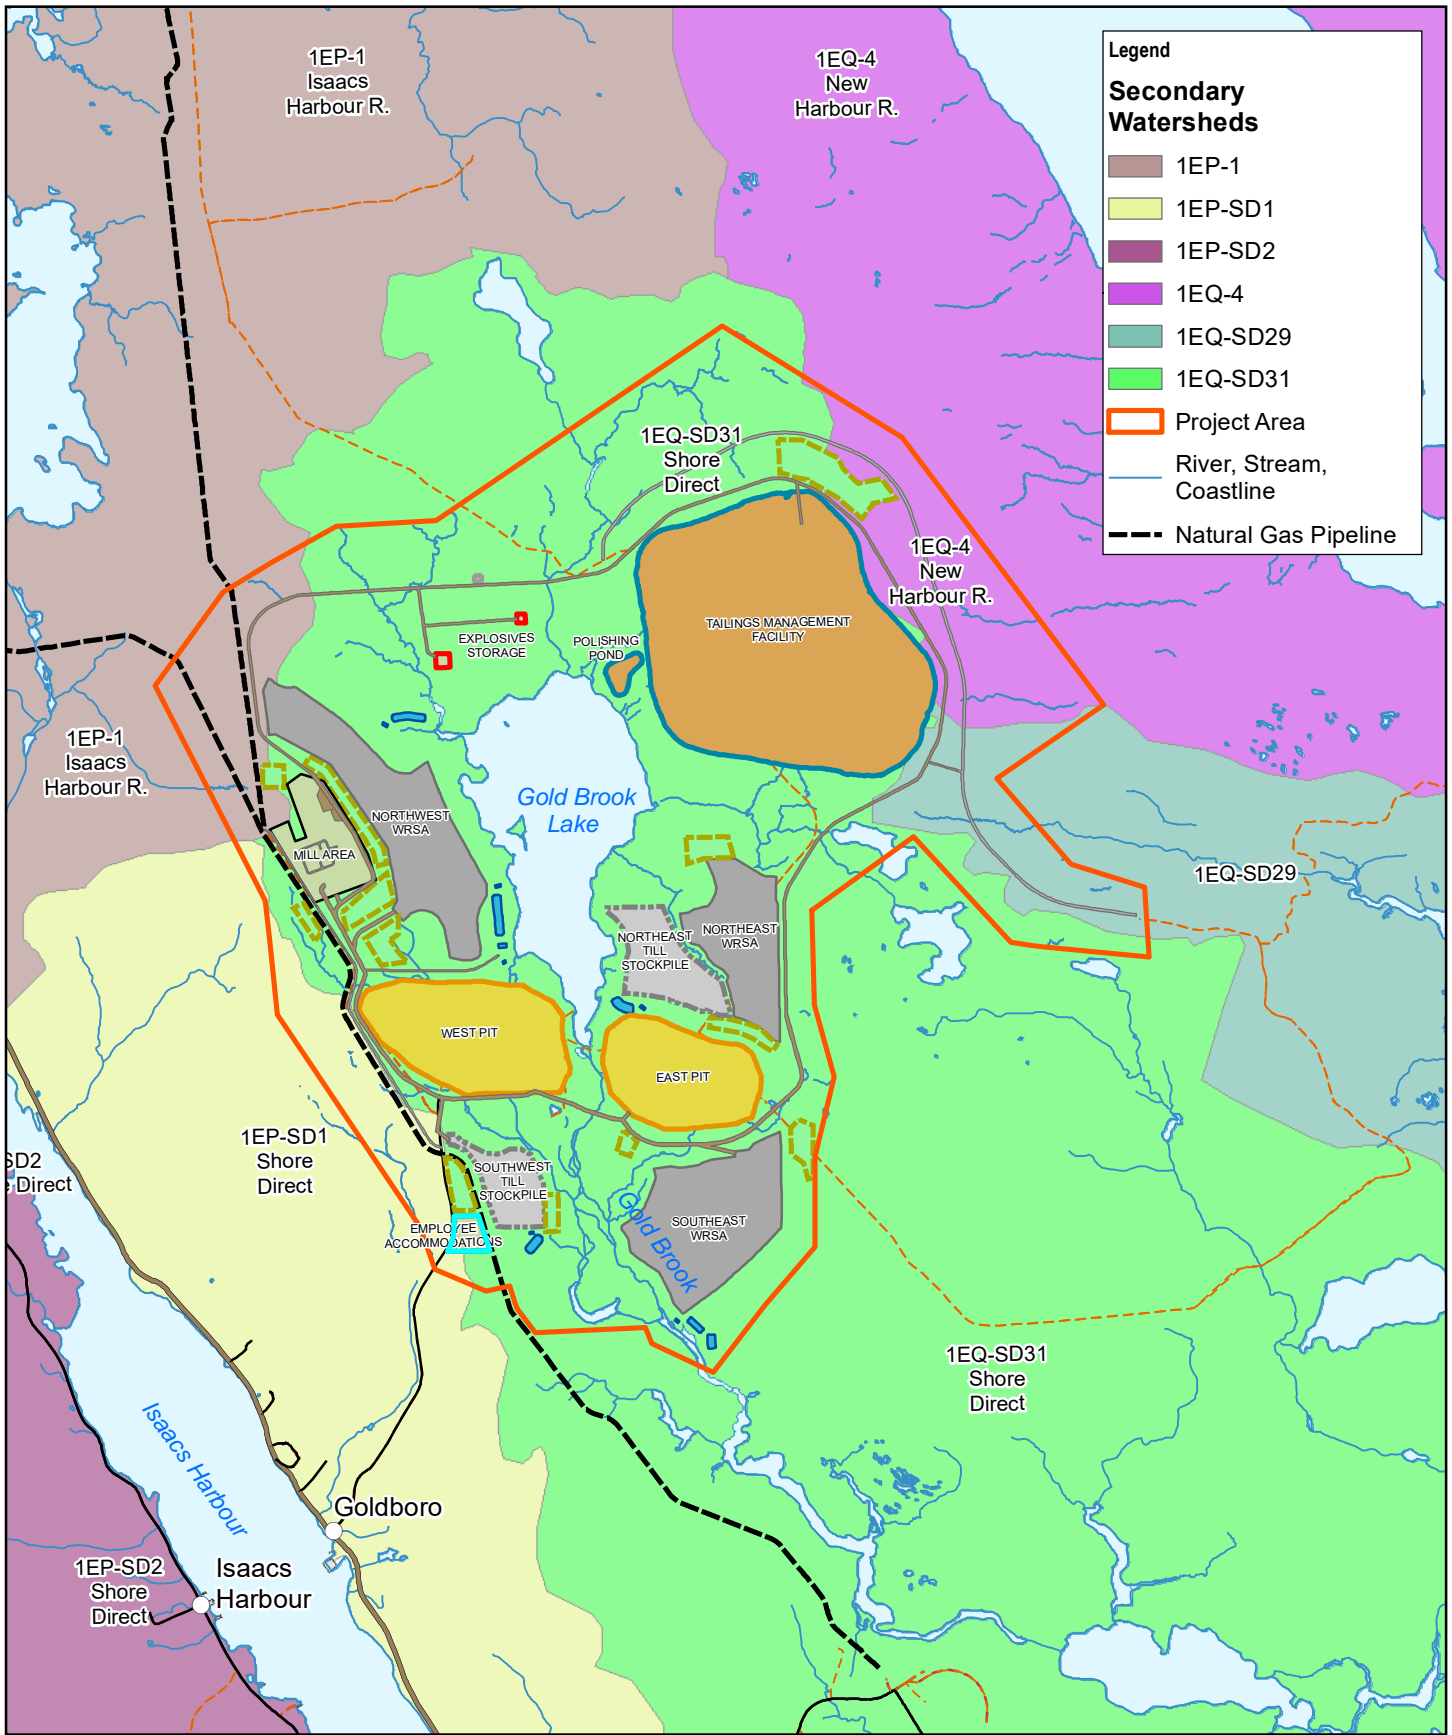 1EP-1
Isaacs
Harbour R.
1EQ-4
New
Harbour R.
Legend
Secondary
Watersheds
1EP-1
1EP-SD1
1EP-SD2
1EQ-4
1EQ-SD29
1EQ-SD31
Project Area
River, Stream,
Coastline
Natural Gas Pipeline
1EQ-SD31
Shore
Direct
1EQ-4
New
Harbour R.
TAILINGS MANAGEMENT
FACILITY
EXPLOSIVES
STORAGE
POLISHING
POND
1EP-1
Isaacs
Harbour R.
Gold Brook
Lake
NORTHWEST
WRSA
MILL AREA
1EQ-SD29
NORTHEAST
TILL
STOCKPILE
NORTHEAST
WRSA
WEST PIT
EAST PIT
1EP-SD1
Shore
Direct
SD2
e Direct
SOUTHWEST
TILL
STOCKPILE
EMPLOYEE
ACCOMMODATIONS
Gold Brook
SOUTHEAST
WRSA
1EQ-SD31
Shore
Direct
Isaacs Harbour
Goldboro
1EP-SD2
Shore
Direct
Isaacs
Harbour